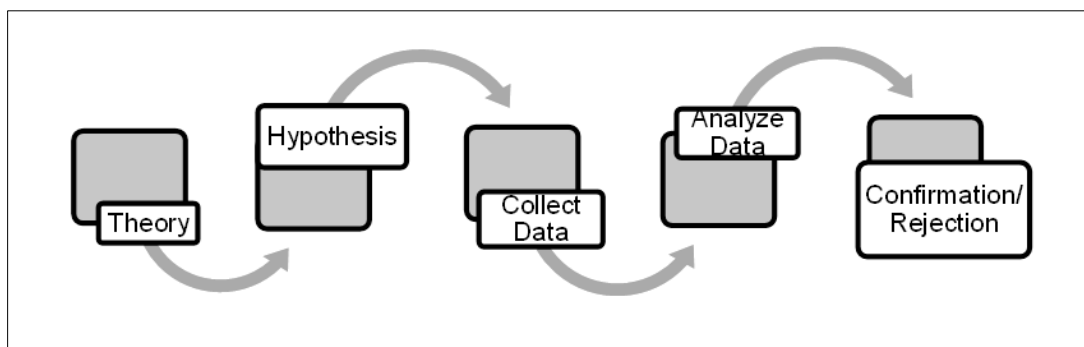 Theory
Hypothesis
Collect
Data
Analyze
Data
Confirmation/
Rejection